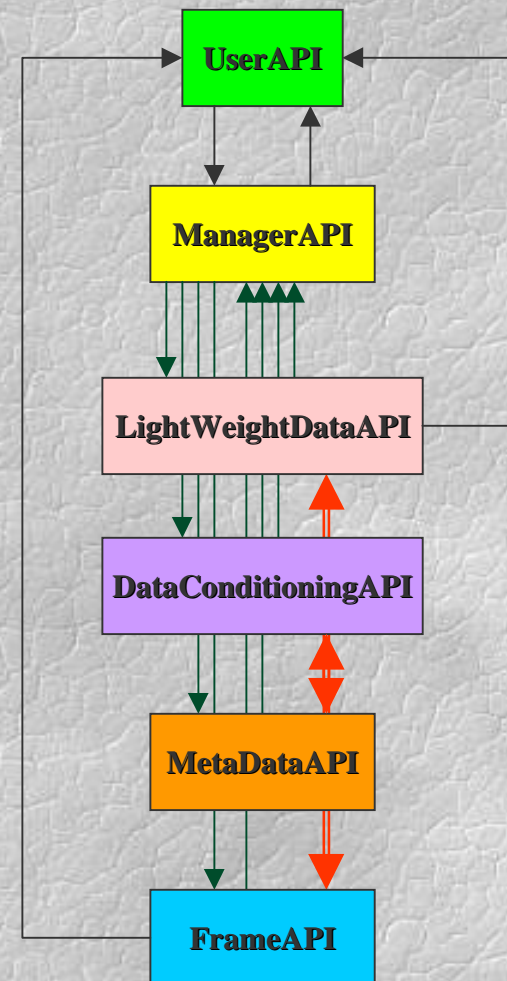 UserAPI
ManagerAPI
LightWeightDataAPI
DataConditioningAPI
MetaDataAPI
FrameAPI